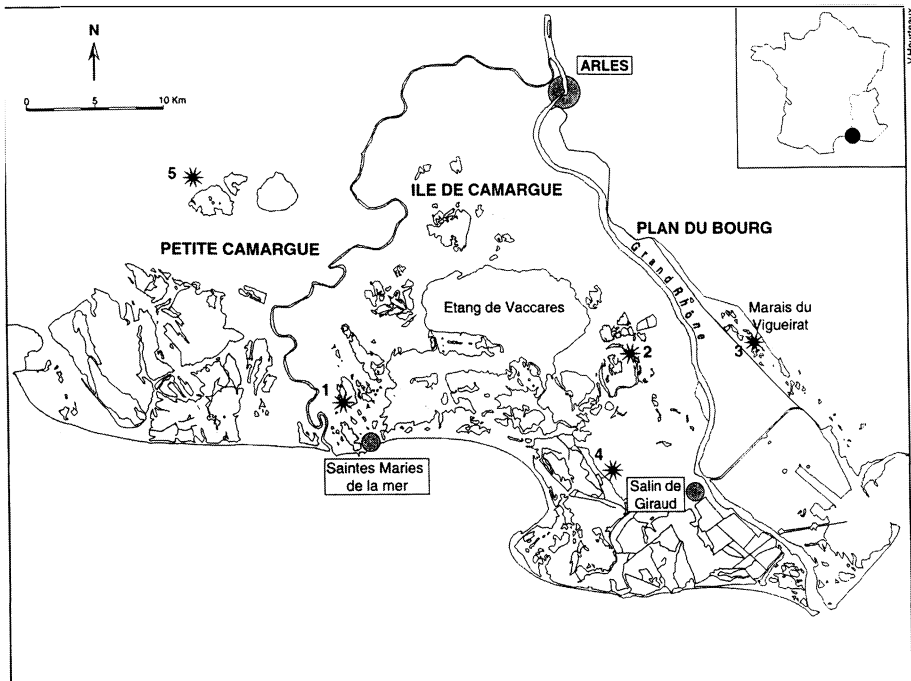 N
0 5 10 Km
ARLES
5
ILE DE CAMARGUE
PETITE CAMARGUE
PLAN DU BOURG
Grand Rhône
Etang de Vaccares
Marais du
Vigueirat
3
2
1
4
Saintes Maries
de la mer
Salin de
Giraud